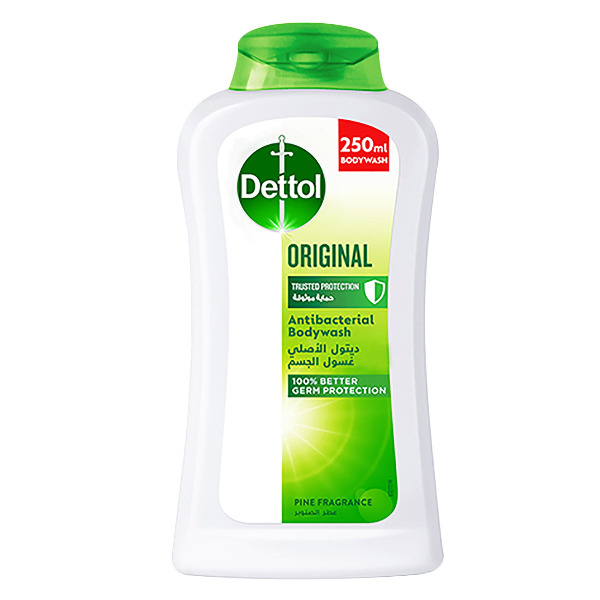 250ml
BODYWASH
Dettol
ORIGINAL
TRUSTED PROTECTION
حماية موثوقة
Antibacterial
Bodywash
ديتول الأصلي
غسول الجسم
100% BETTER
GERM PROTECTION
PINE FRAGRANCE
عطر الصنوبر